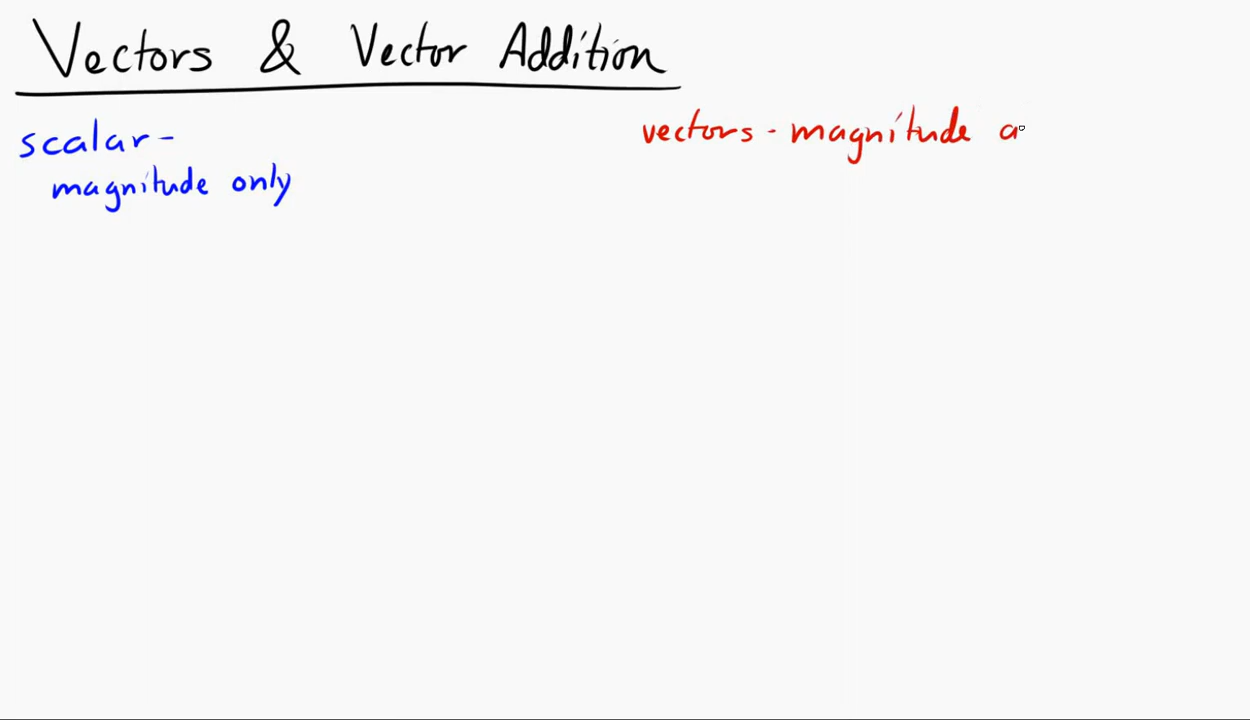 Vectors & Vector Addition
scalar-
magnitude only
vectors - magnitude a